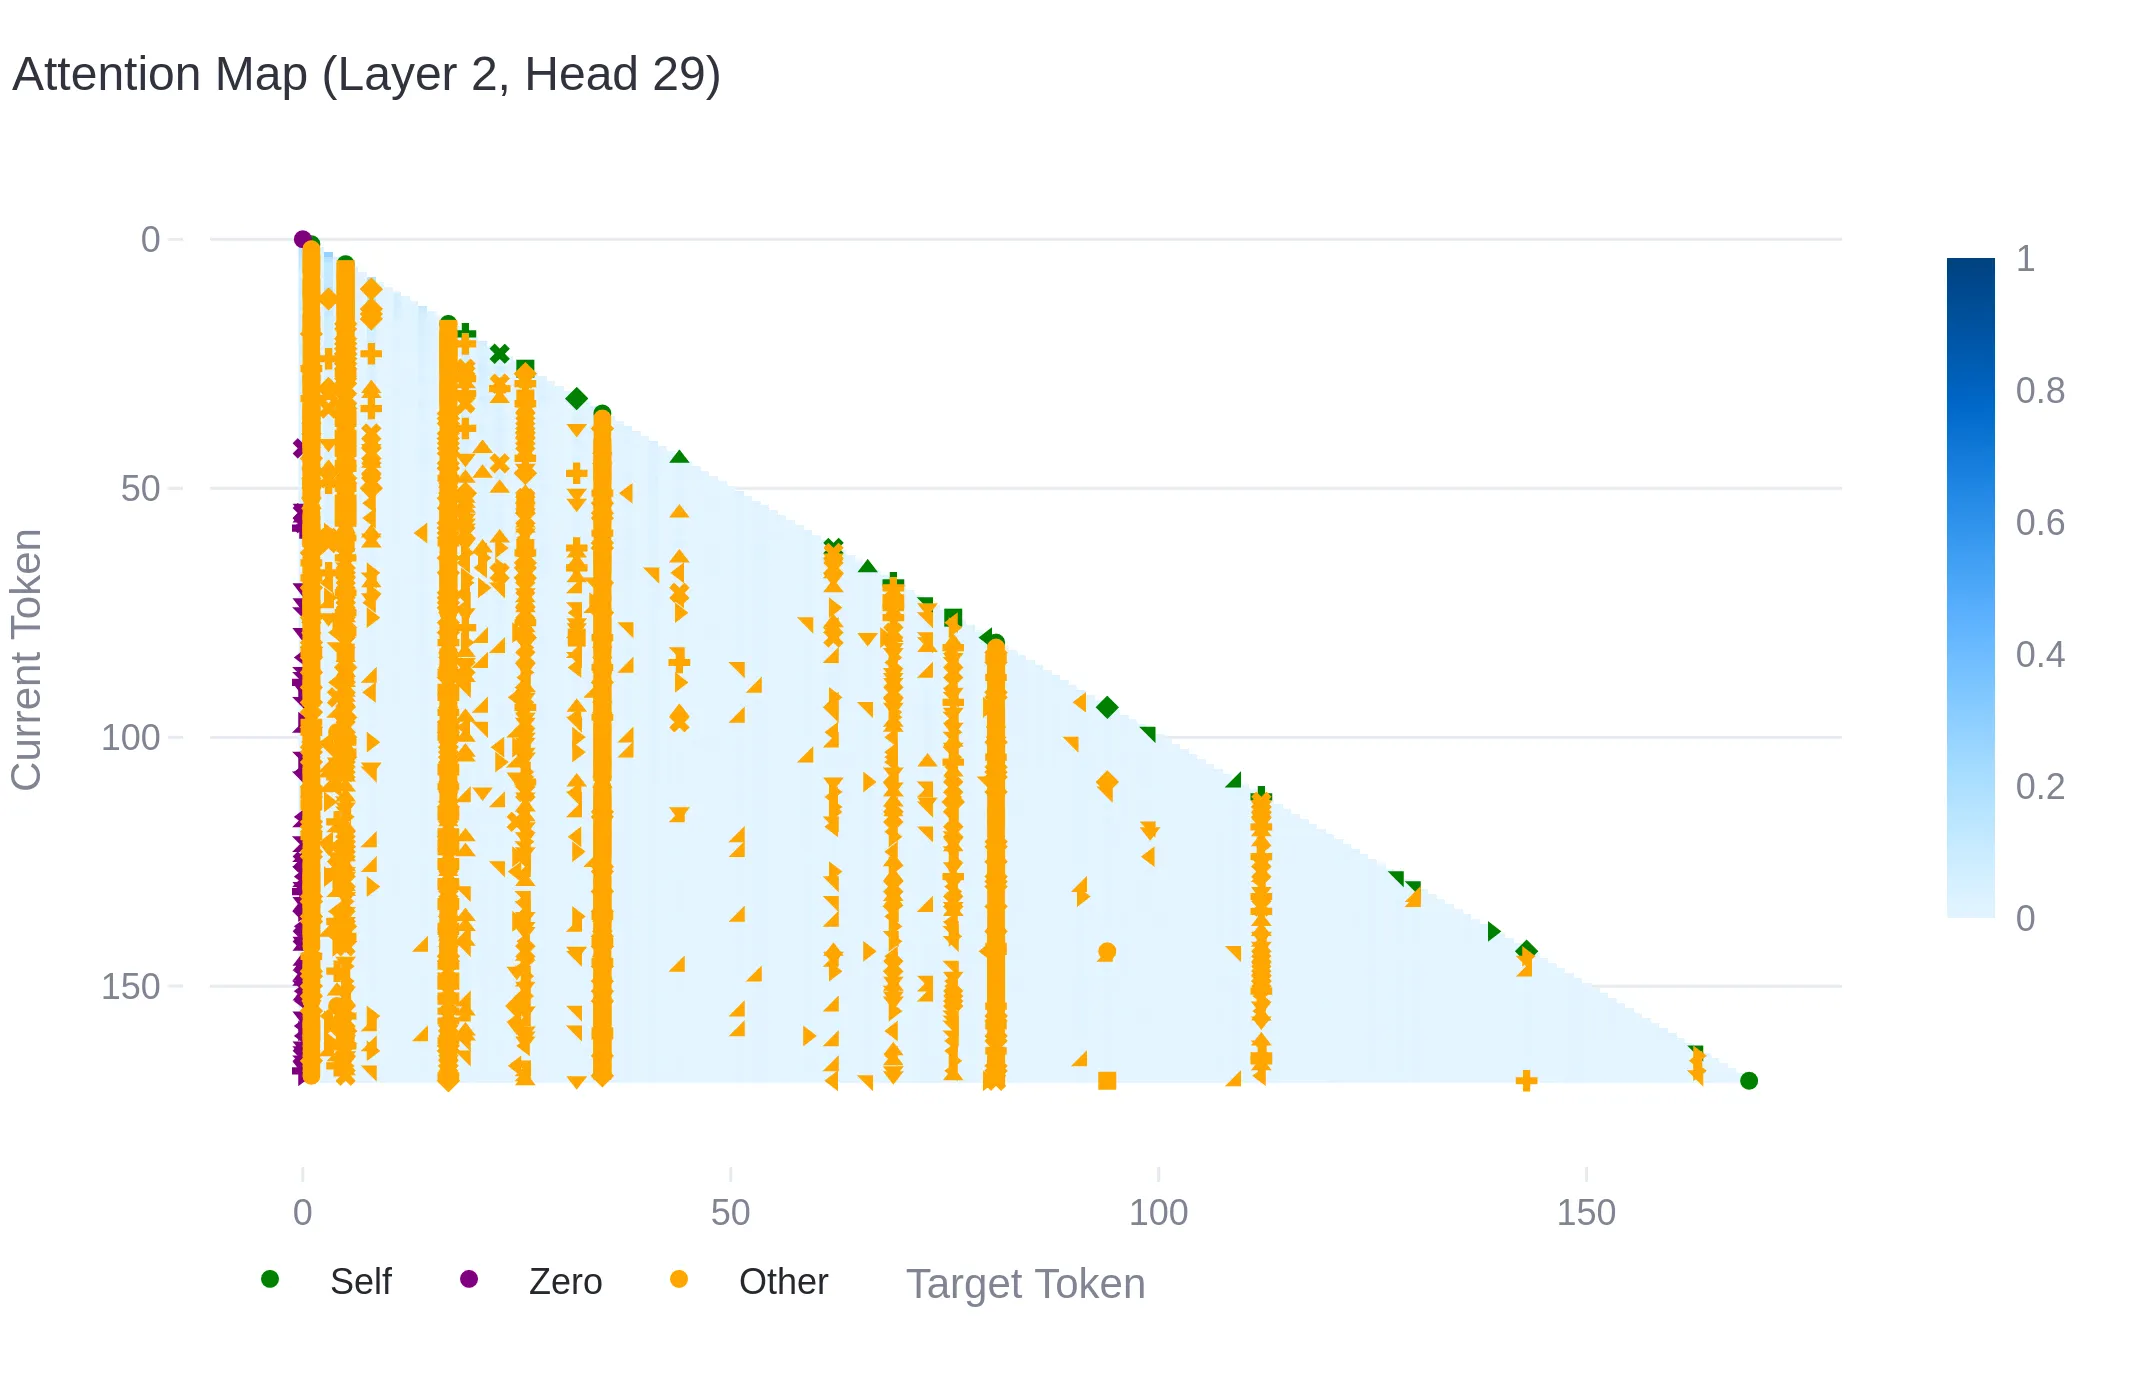 Attention Map (Layer 2, Head 29)
Current Token
0
50
100
150
0
50
100
150
Self
Zero
Other
Target Token
1
0.8
0.6
0.4
0.2
0